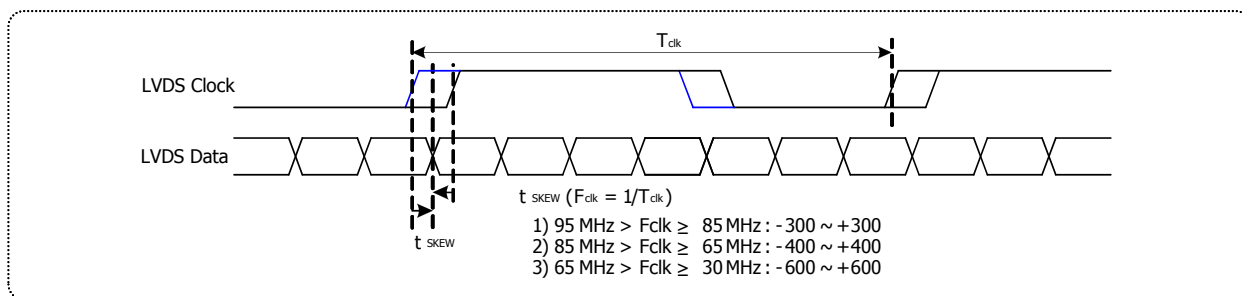 Tclk
LVDS Clock
LVDS Data
t SKEW (Fclk = 1/Tclk)
1) 95 MHz > Fclk ≥ 85 MHz : -300 ~ +300
2) 85 MHz > Fclk ≥ 65 MHz : -400 ~ +400
3) 65 MHz > Fclk ≥ 30 MHz : -600 ~ +600
t SKEW